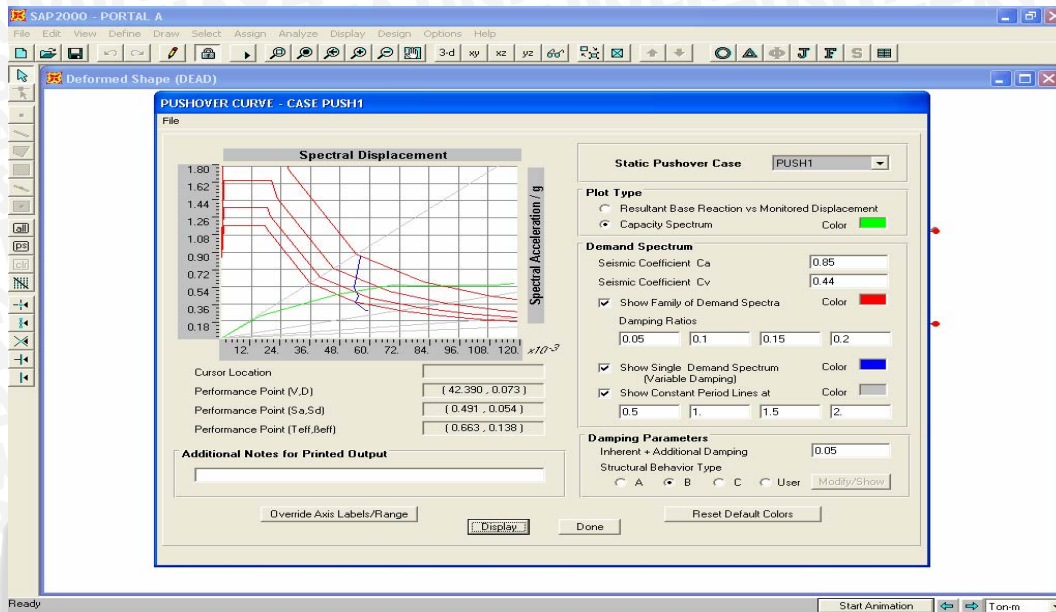 SAP2000 - PORTAL A
File Edit View Define Draw Select Assign Analyze Display Design Options Help
3-d xy xz yz
J F S
Deformed Shape (DEAD)
PUSHOVER CURVE - CASE PUSH1
File
Spectral Displacement
1.80
1.62
1.44
1.26
1.08
0.90
0.72
0.54
0.36
0.18
Spectral Acceleration / g
12. 24. 36. 48. 60. 72. 84. 96. 108. 120. x10-3
Cursor Location
Performance Point (V,D) ( 42.390 , 0.073 )
Performance Point (Sa,Sd) ( 0.491 , 0.054 )
Performance Point (Teff,βeff) ( 0.663 , 0.138 )
Additional Notes for Printed Output
Override Axis Labels/Range
Static Pushover Case PUSH1
Plot Type
Resultant Base Reaction vs Monitored Displacement
Capacity Spectrum Color
Demand Spectrum
Seismic Coefficient Ca 0.85
Seismic Coefficient Cv 0.44
Show Family of Demand Spectra Color
Damping Ratios
0.05 0.1 0.15 0.2
Show Single Demand Spectrum Color
(Variable Damping)
Show Constant Period Lines at Color
0.5 1. 1.5 2.
Damping Parameters
Inherent + Additional Damping 0.05
Structural Behavior Type
A B C User Modify/Show
Reset Default Colors
Display Done
all
ps
clr
Ready
Start Animation Ton-m